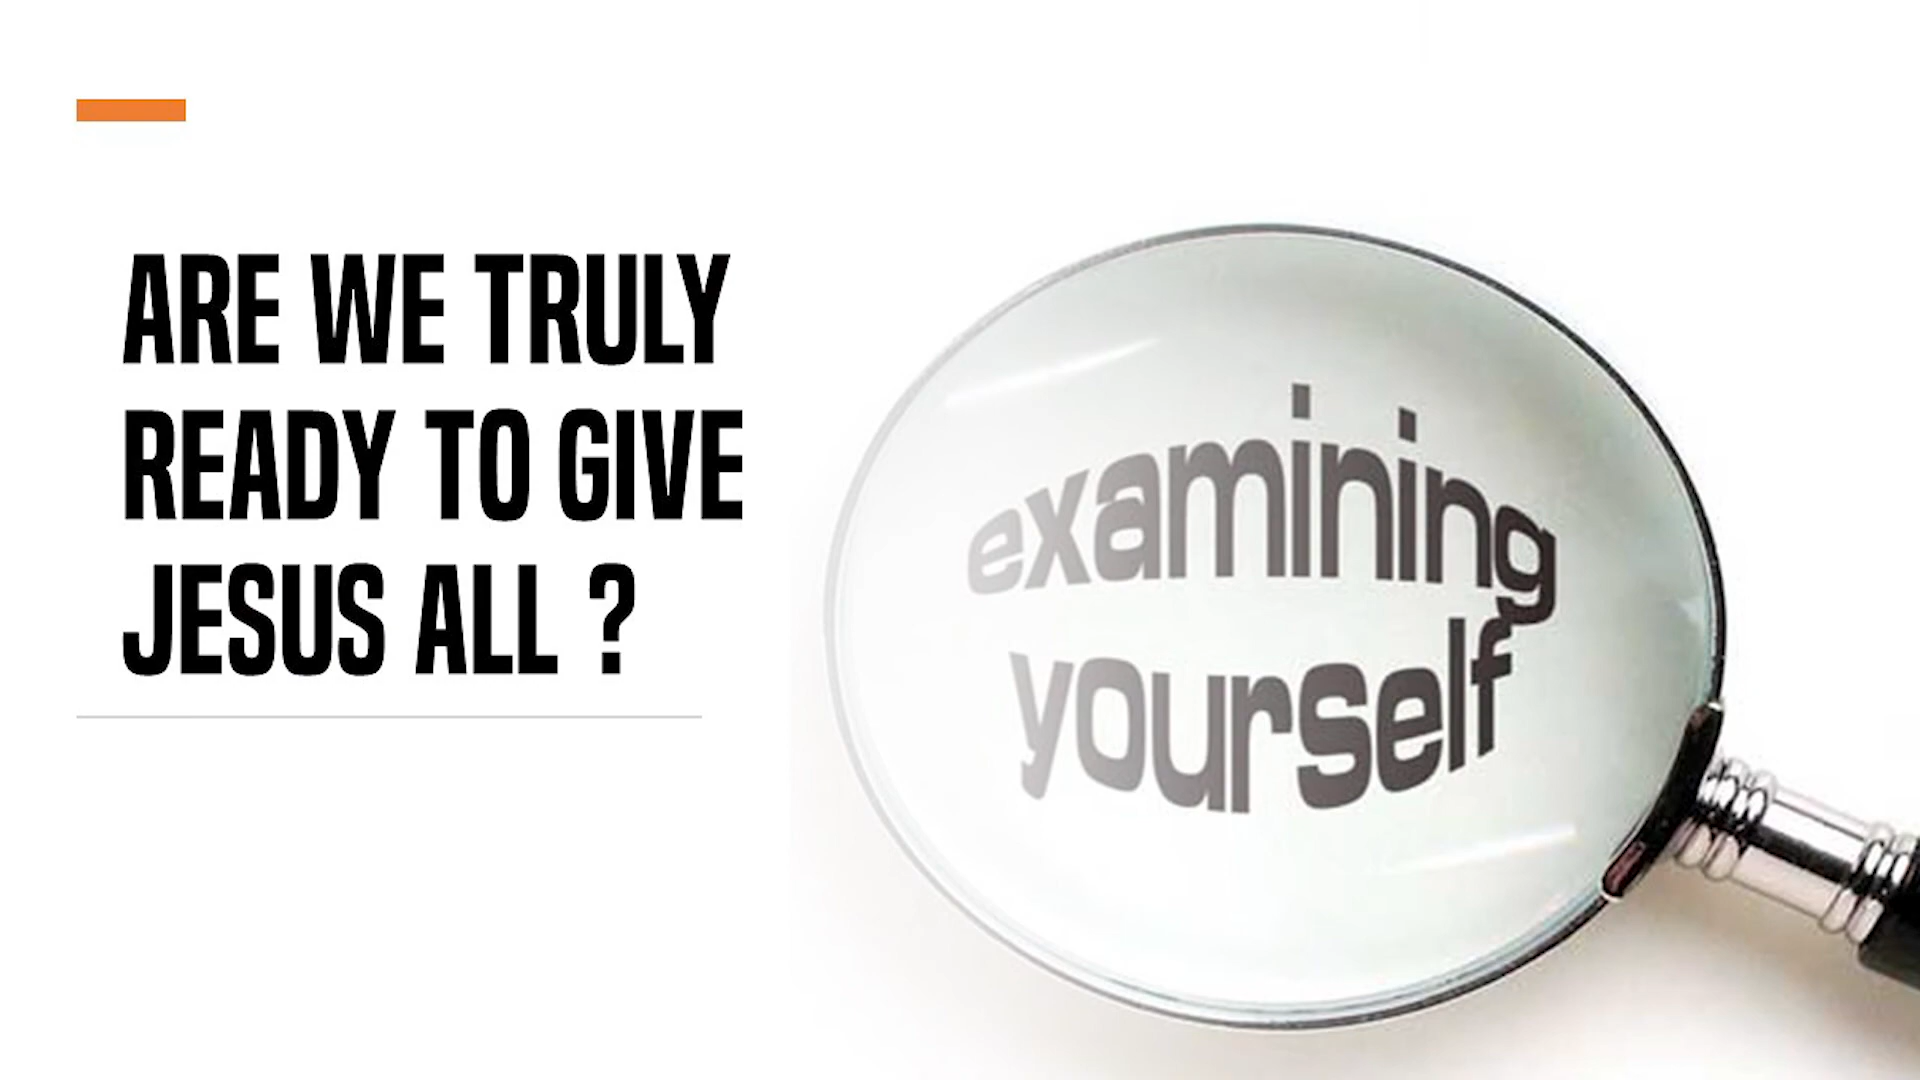 ARE WE TRULY
READY TO GIVE
JESUS ALL ?
examining
yourself